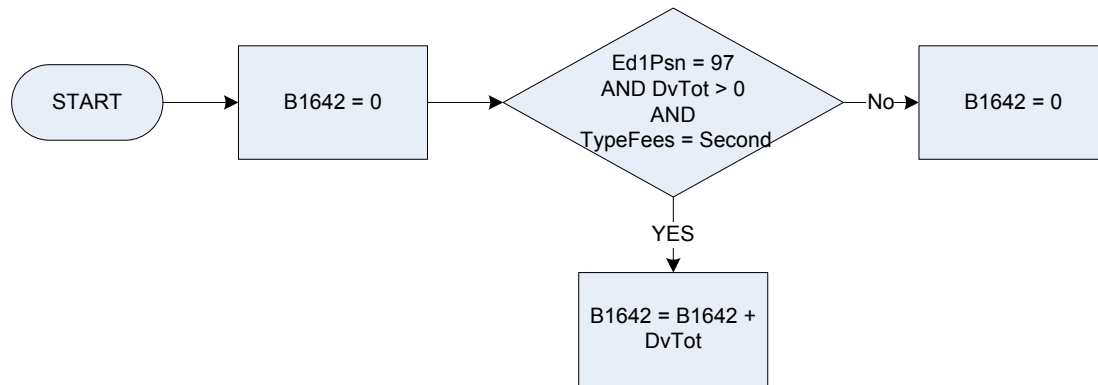 START
B1642 = 0
Ed1Psn = 97
AND DvTot > 0
AND
TypeFees = Second
No
B1642 = 0
YES
B1642 = B1642 +
DvTot